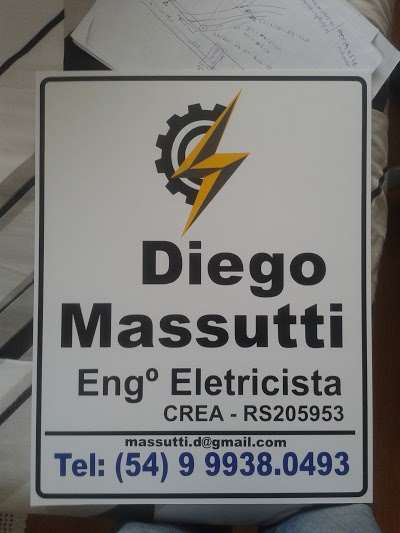 Diego
Massutti
Engº Eletricista
CREA - RS205953
massutti.d@gmail.com
Tel: (54) 9 9938.0493